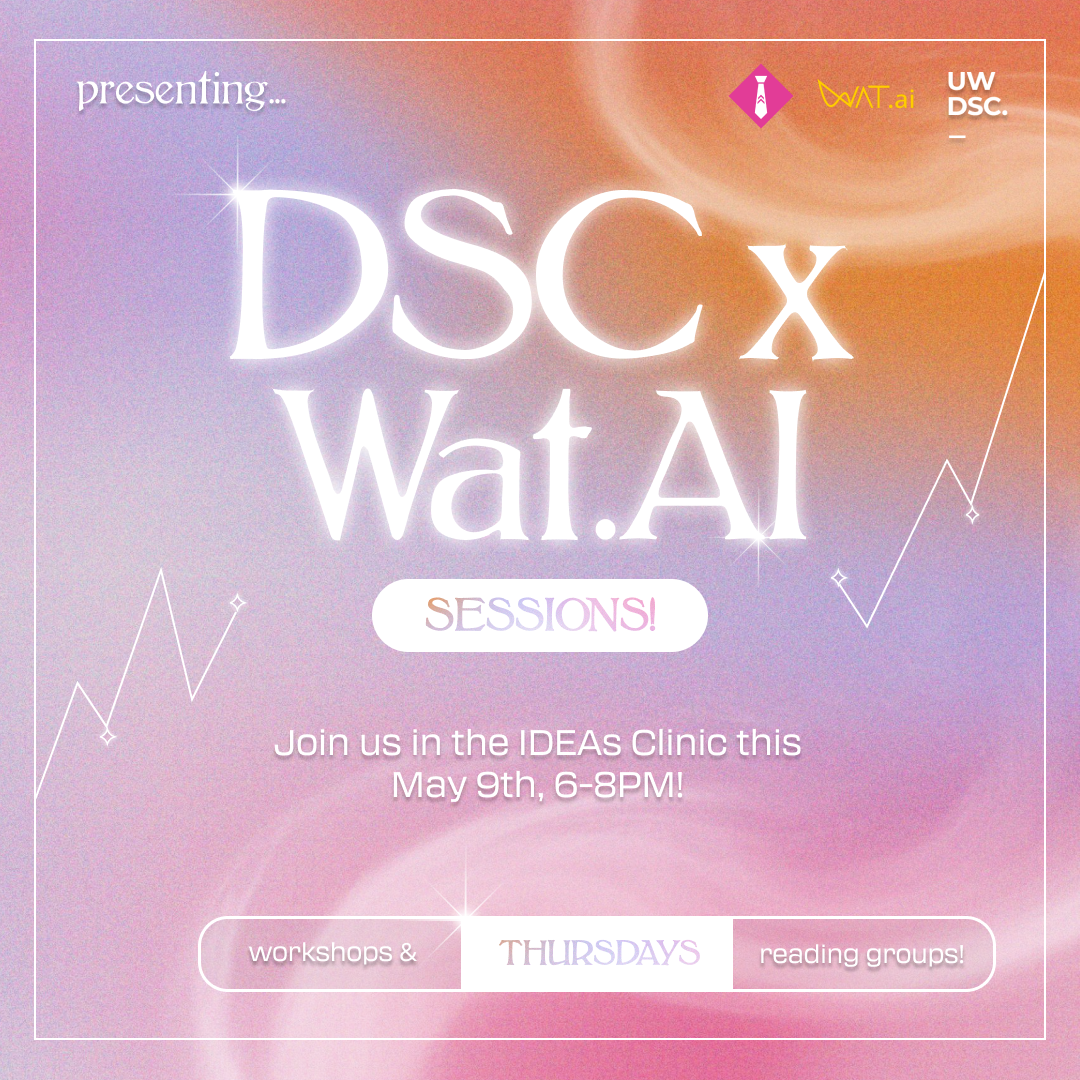 presenting...
WAT.ai
UW
DSC.
DSC x
Wat.AI
SESSIONS!
Join us in the IDEAs Clinic this
May 9th, 6-8PM!
workshops & THURSDAYS reading groups!